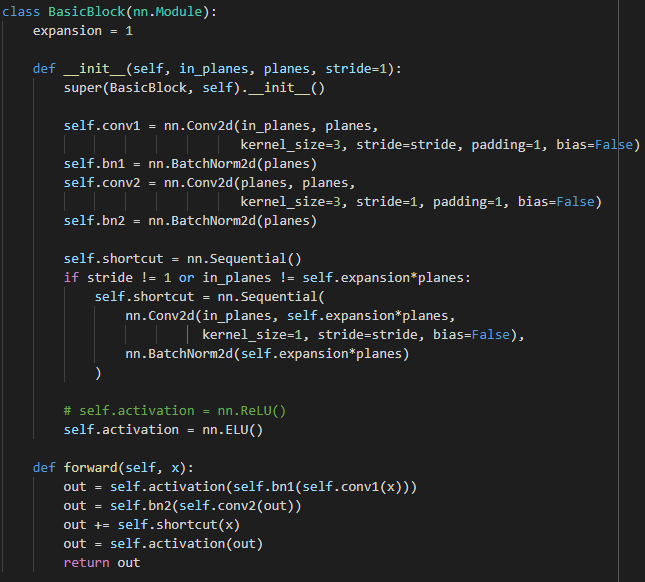 class BasicBlock(nn.Module):
    expansion = 1

    def __init__(self, in_planes, planes, stride=1):
        super(BasicBlock, self).__init__()

        self.conv1 = nn.Conv2d(in_planes, planes,
                               kernel_size=3, stride=stride, padding=1, bias=False)
        self.bn1 = nn.BatchNorm2d(planes)
        self.conv2 = nn.Conv2d(planes, planes,
                               kernel_size=3, stride=1, padding=1, bias=False)
        self.bn2 = nn.BatchNorm2d(planes)

        self.shortcut = nn.Sequential()
        if stride != 1 or in_planes != self.expansion*planes:
            self.shortcut = nn.Sequential(
                nn.Conv2d(in_planes, self.expansion*planes,
                          kernel_size=1, stride=stride, bias=False),
                nn.BatchNorm2d(self.expansion*planes)
            )

        # self.activation = nn.ReLU()
        self.activation = nn.ELU()

    def forward(self, x):
        out = self.activation(self.bn1(self.conv1(x)))
        out = self.bn2(self.conv2(out))
        out += self.shortcut(x)
        out = self.activation(out)
        return out